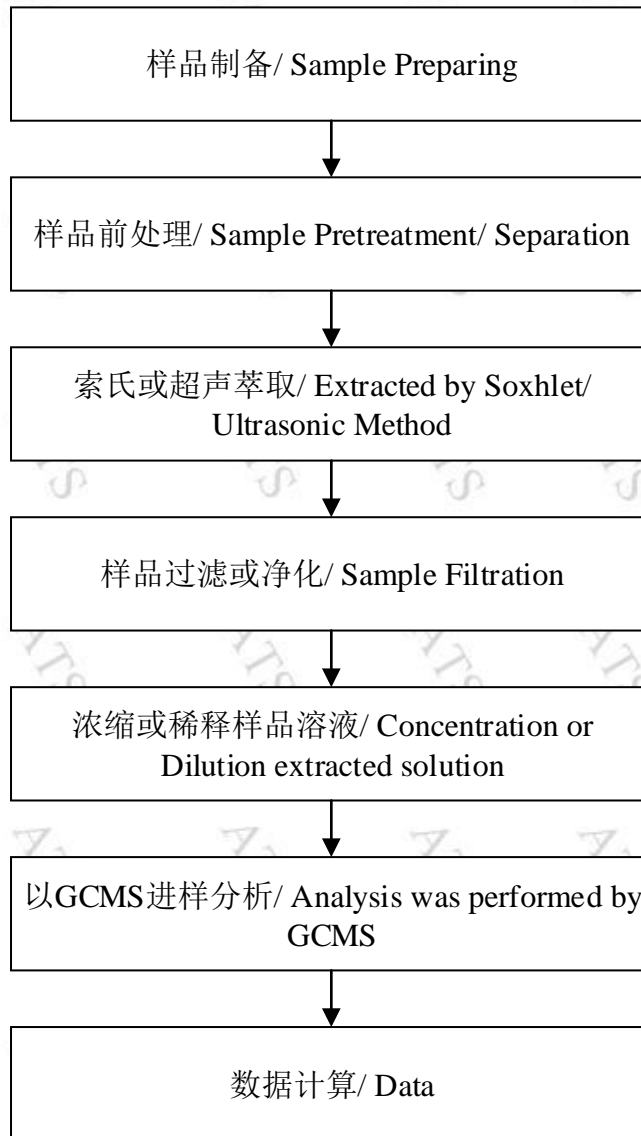 样品制备/ Sample Preparing
样品前处理/ Sample Pretreatment/ Separation
索氏或超声萃取/ Extracted by Soxhlet/
Ultrasonic Method
样品过滤或净化/ Sample Filtration
浓缩或稀释样品溶液/ Concentration or
Dilution extracted solution
以GCMS进样分析/ Analysis was performed by
GCMS
数据计算/ Data